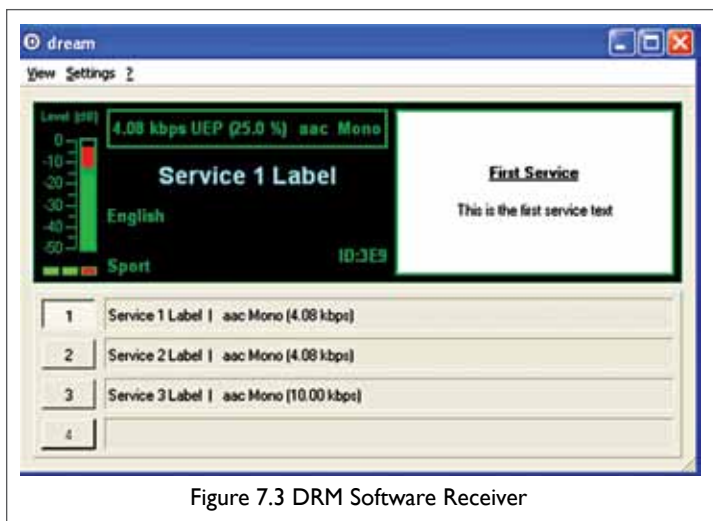 dream
View Settings ?
Level [dB]
0
-10
-20
-30
-40
-50
4.08 kbps UEP (25.0 %) aac Mono
Service 1 Label
English
Sport
ID:3E9
First Service
This is the first service text
1 Service 1 Label | aac Mono (4.08 kbps)
2 Service 2 Label | aac Mono (4.08 kbps)
3 Service 3 Label | aac Mono (10.00 kbps)
4
Figure 7.3 DRM Software Receiver